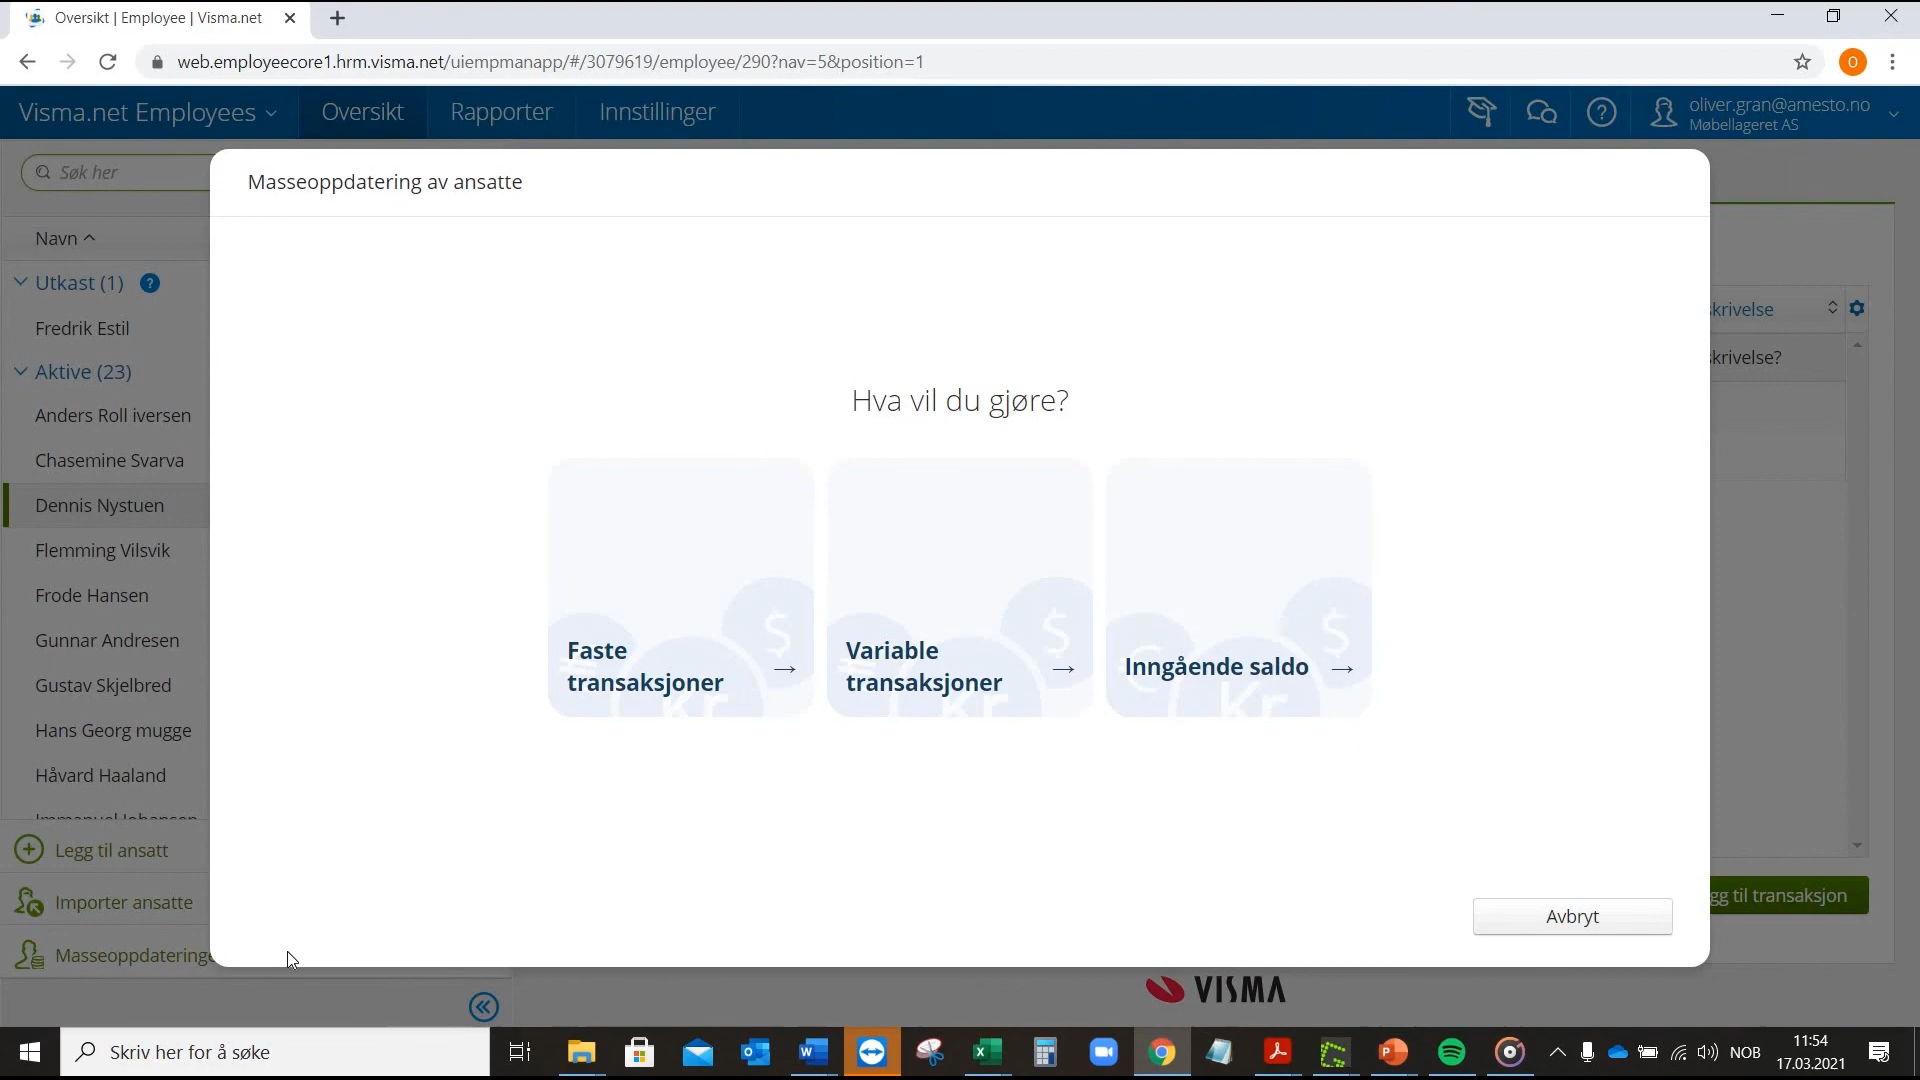 Oversikt | Employee | Visma.net
web.employeecore1.hrm.visma.net/uiempmanapp/#/3079619/employee/290?nav=5&position=1
O
Visma.net Employees
Oversikt
Rapporter
Innstillinger
oliver.gran@amesto.no
Møbellageret AS
Søk her
Masseoppdatering av ansatte
Navn
Utkast (1)
Fredrik Estil
Aktive (23)
Anders Roll iversen
Chasemine Svarva
Dennis Nystuen
Flemming Vilsvik
Frode Hansen
Gunnar Andresen
Gustav Skjelbred
Hans Georg mugge
Håvard Haaland
Legg til ansatt
Importer ansatte
Masseoppdateringe
Hva vil du gjøre?
Faste
transaksjoner
Variable
transaksjoner
Inngående saldo
krivelse
krivelse?
gg til transaksjon
Avbryt
VISMA
Skriv her for å søke
NOB
11:54
17.03.2021